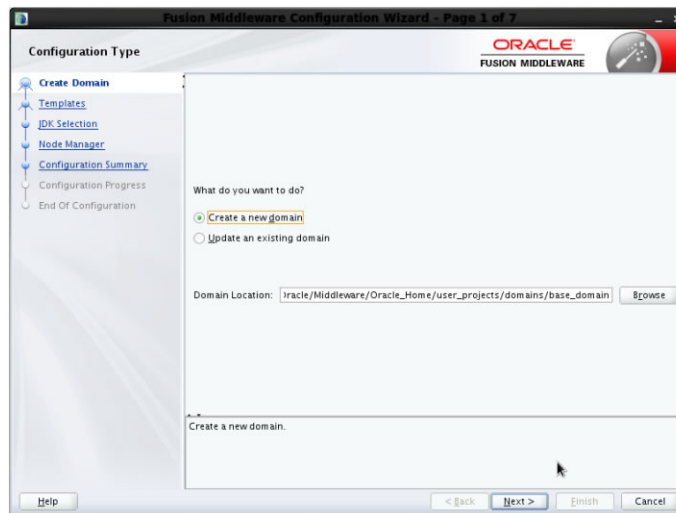 Fusion Middleware Configuration Wizard - Page 1 of 7
Configuration Type
ORACLE
FUSION MIDDLEWARE
Create Domain
Templates
JDK Selection
Node Manager
Configuration Summary
Configuration Progress
End Of Configuration
What do you want to do?
Create a new domain
Update an existing domain
Domain Location: /Middleware/Oracle_Home/user_projects/domains/base_domain Browse
Create a new domain.
Help < Back Next > Finish Cancel